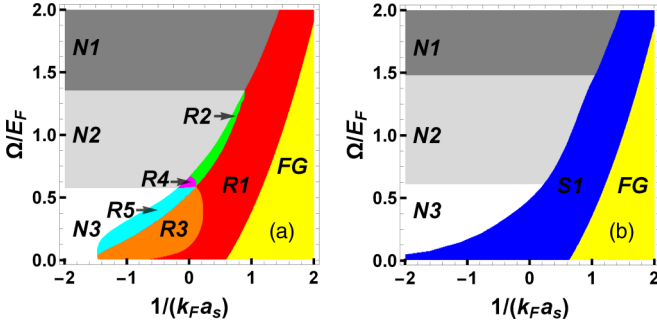 2.0
1.5
1.0
0.5
0.0
Ω/E_F
N1
N2
N3
R2
R4
R5
R3
R1
FG
(a)
−2 −1 0 1 2
1/(k_F a_s)
2.0
1.5
1.0
0.5
0.0
Ω/E_F
N1
N2
N3
S1
FG
(b)
−2 −1 0 1 2
1/(k_F a_s)